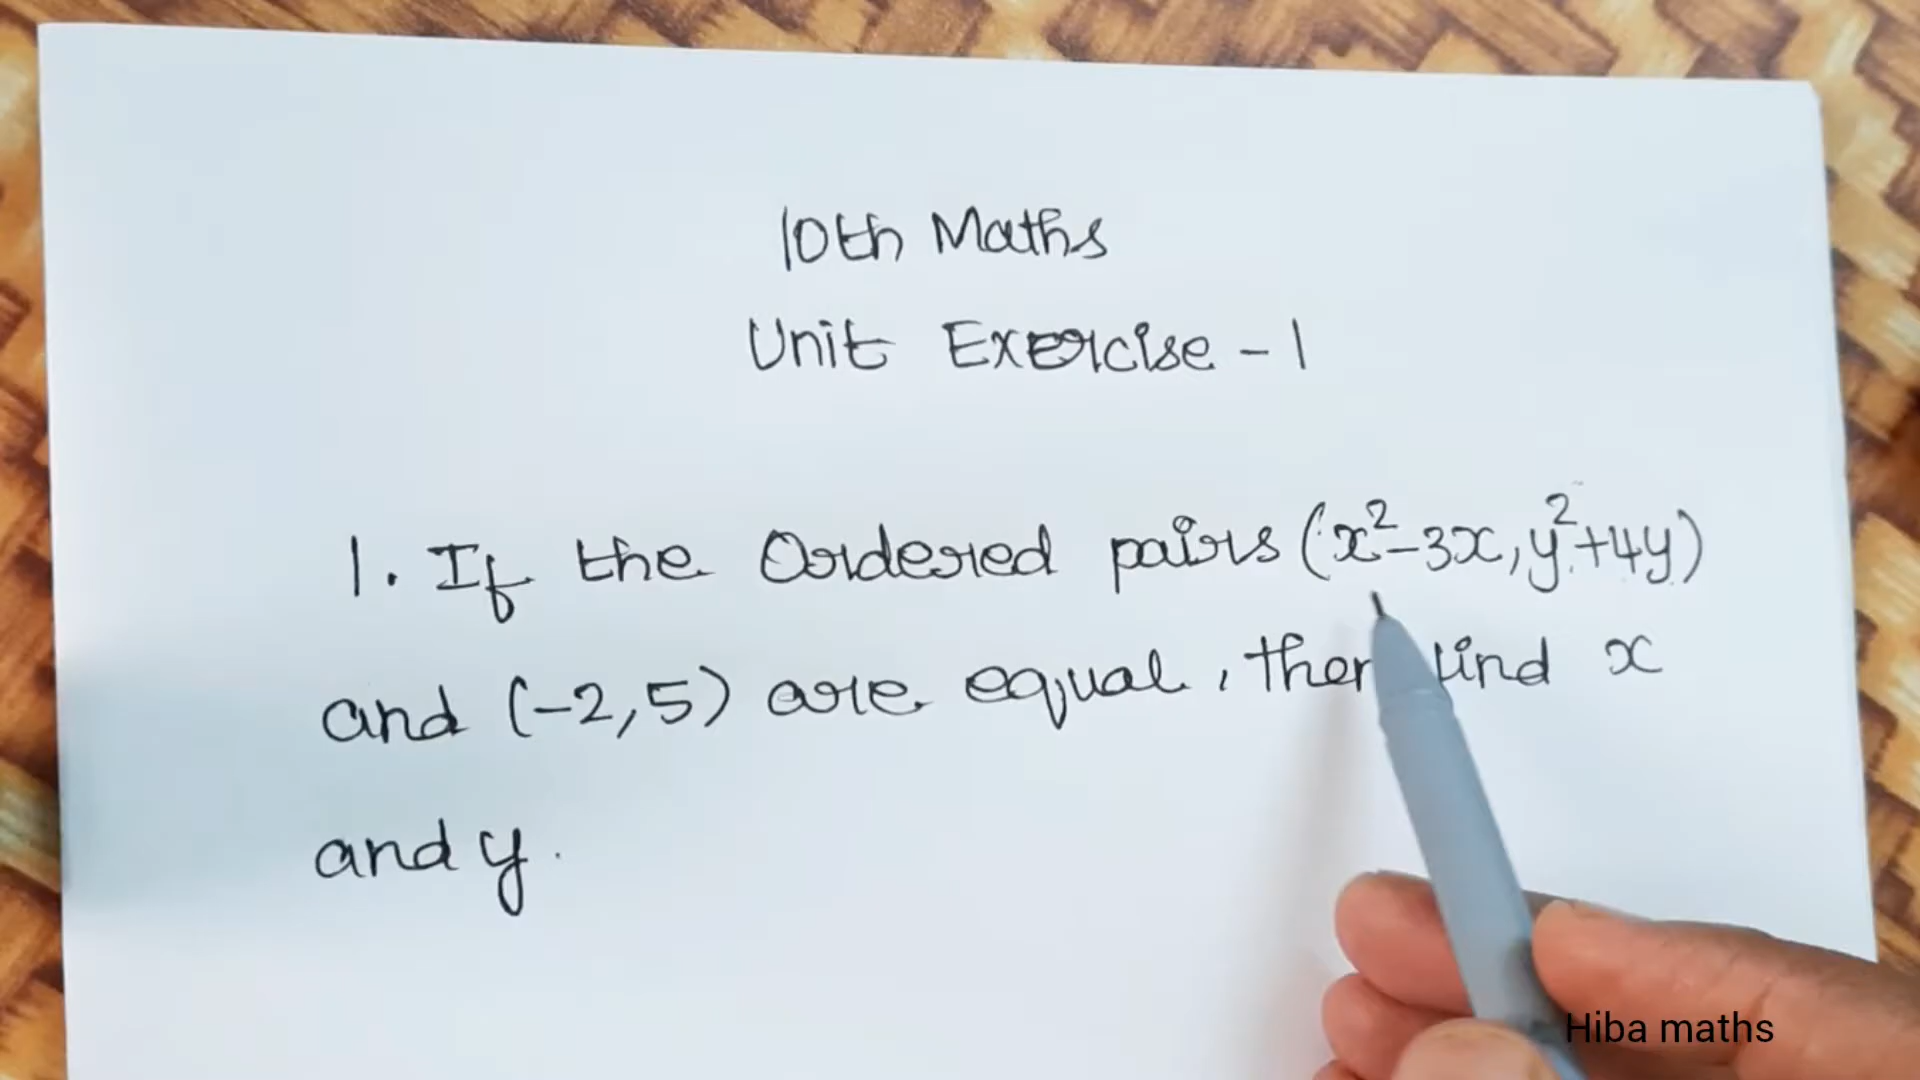 10th Maths
Unit Exercise - 1
1. If the Ordered pairs (x²-3x, y²+4y)
and (-2,5) are equal, then find x
and y.
Hiba maths